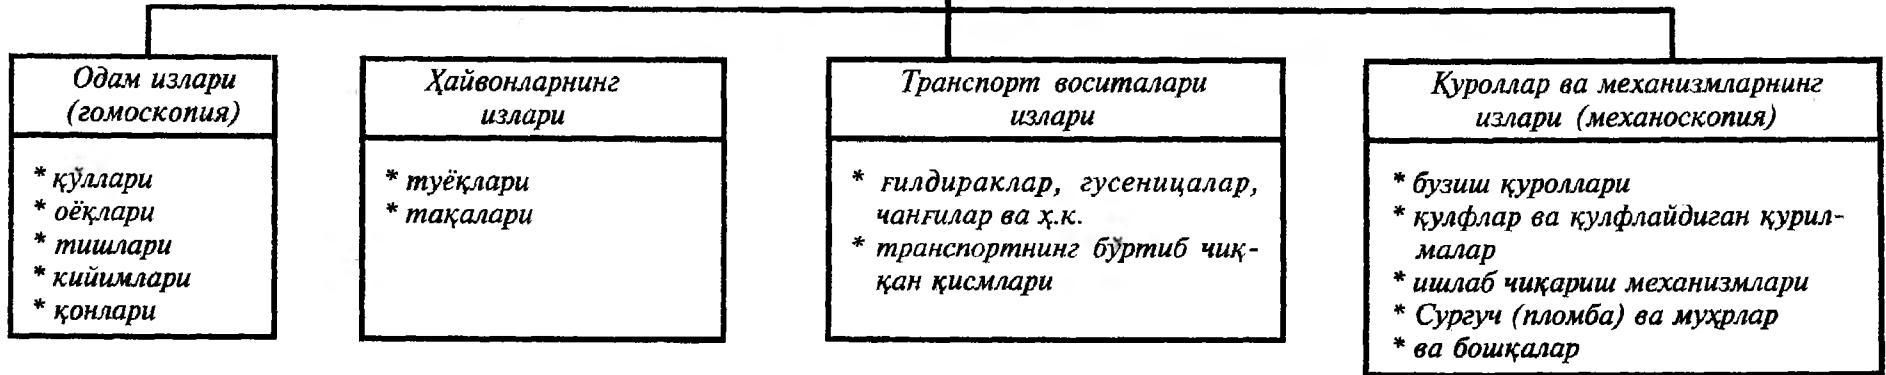 Одам излари
(гомоскопия)
* қўллари
* оёқлари
* тишлари
* кийимлари
* қонлари
Ҳайвонларнинг
излари
* туёқлари
* тақалари
Транспорт воситалари
излари
* ғилдираклар, гусеницалар,
чанғилар ва ҳ.к.
* транспортнинг бўртиб чиқ-
қан қисмлари
Қуроллар ва механизмларнинг
излари (механоскопия)
* бузиш қуроллари
* қулфлар ва қулфлайдиган қурил-
малар
* ишлаб чиқариш механизмлари
* Сургуч (пломба) ва муҳрлар
* ва бошқалар